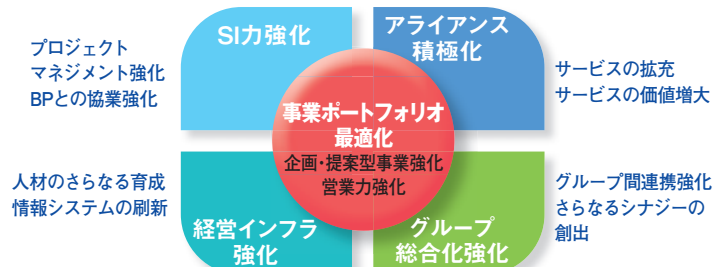 SI力強化
アライアンス
積極化
プロジェクト
マネジメント強化
BPとの協業強化
サービスの拡充
サービスの価値増大
事業ポートフォリオ
最適化
企画・提案型事業強化
営業力強化
人材のさらなる育成
情報システムの刷新
経営インフラ
強化
グループ
総合化強化
グループ間連携強化
さらなるシナジーの
創出